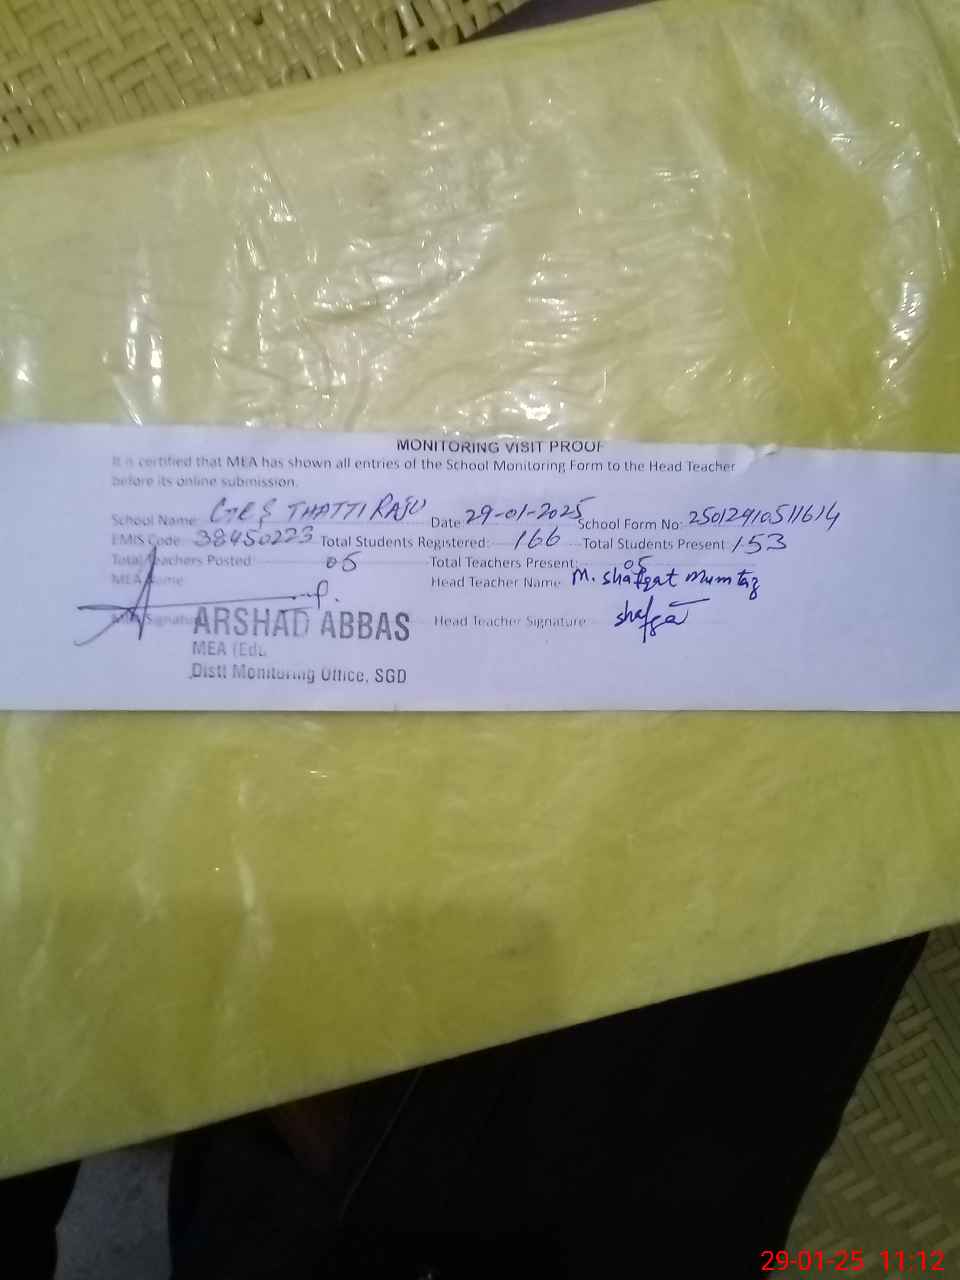 MONITORING VISIT PROOF
It is certified that MEA has shown all entries of the School Monitoring Form to the Head Teacher
before its online submission.
School Name: THATTI RAJU Date 29-01-2025 School Form No: 25012910511614
EMIS Code: 38450223 Total Students Registered: 166 Total Students Present 153
Total Teachers Posted: 05 Total Teachers Present: 05
MEA Name Head Teacher Name M. Shafqat Mumtaz
MEA Signature Head Teacher Signature Shafqat
ARSHAD ABBAS
MEA (Edu
Distt Monitoring Office, SGD
29-01-25 11:12